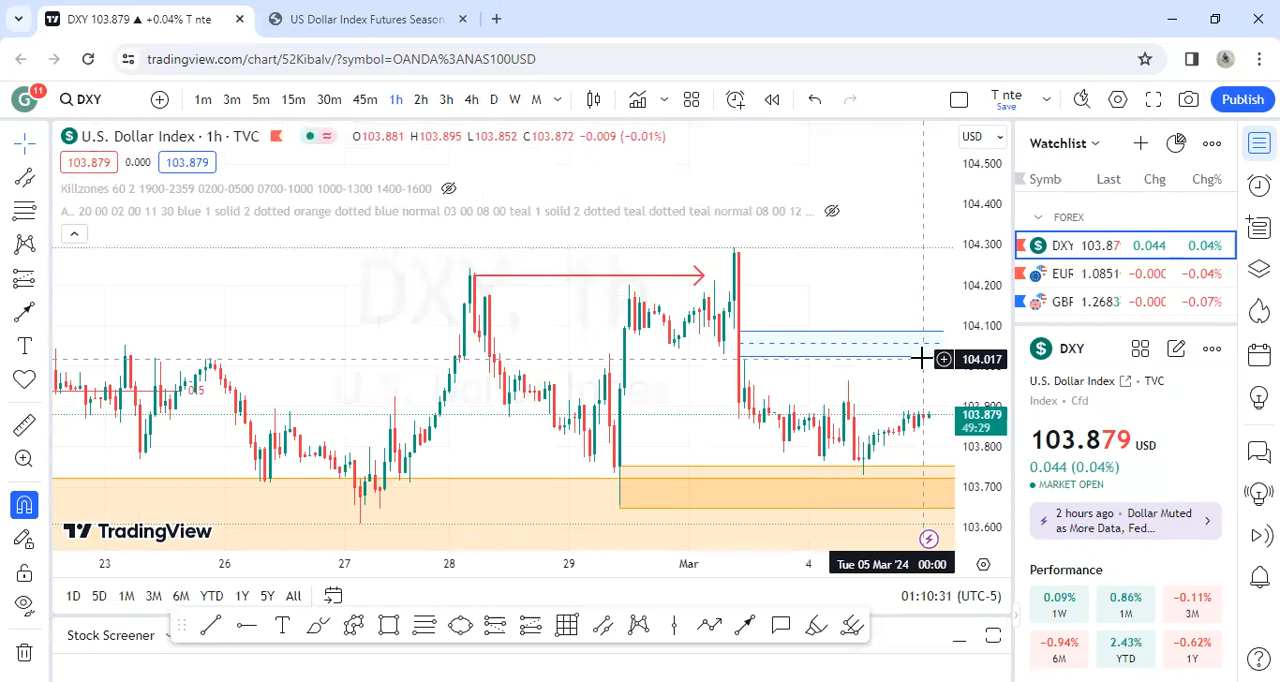 DXY 103.879 ▲ +0.04% T nte
US Dollar Index Futures Season
tradingview.com/chart/52Kibalv/?symbol=OANDA%3ANAS100USD
G 11
DXY
1m 3m 5m 15m 30m 45m 1h 2h 3h 4h D W M
T nte
Save
Publish
U.S. Dollar Index · 1h · TVC
O103.881 H103.895 L103.852 C103.872 −0.009 (−0.01%)
USD
103.879 0.000 103.879
Killzones 60 2 1900-2359 0200-0500 0700-1000 1000-1300 1400-1600
A.. 20 00 02 00 11 30 blue 1 solid 2 dotted orange dotted blue normal 03 00 08 00 teal 1 solid 2 dotted teal dotted teal normal 08 00 12 ...
DXY, 1h
U.S. Dollar Index
0.5
104.500
104.400
104.300
104.200
104.100
104.017
103.879
49:29
103.800
103.700
103.600
TradingView
23 26 27 28 29 Mar 4 Tue 05 Mar '24 00:00
1D 5D 1M 3M 6M YTD 1Y 5Y All
01:10:31 (UTC-5)
Stock Screener
Watchlist
Symb Last Chg Chg%
FOREX
DXY 103.87 0.044 0.04%
EUR 1.0851 −0.000 −0.04%
GBF 1.2683 −0.000 −0.07%
DXY
U.S. Dollar Index · TVC
Index · Cfd
103.879 USD
0.044 (0.04%)
MARKET OPEN
2 hours ago · Dollar Muted
as More Data, Fed...
Performance
0.09% 0.86% −0.11%
1W 1M 3M
−0.94% 2.43% −0.62%
6M YTD 1Y